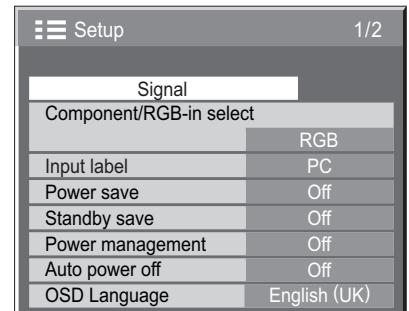 Setup 1/2
Signal
Component/RGB-in select
RGB
Input label PC
Power save Off
Standby save Off
Power management Off
Auto power off Off
OSD Language English (UK)